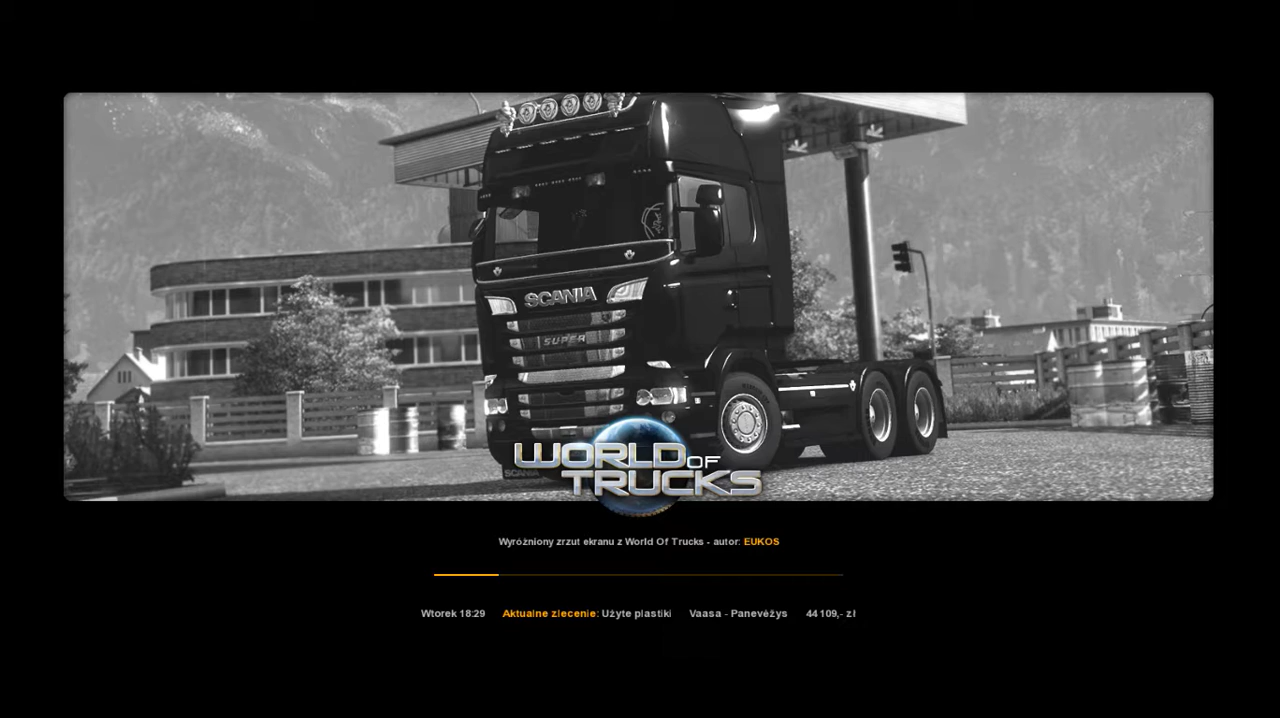 SCANIA
SUPER
SCANIA
WORLD OF
TRUCKS
Wyróżniony zrzut ekranu z World Of Trucks - autor: EUKOS
Wtorek 18:29 Aktualne zlecenie: Użyte plastiki Vaasa - Panevėžys 44 109,- zł